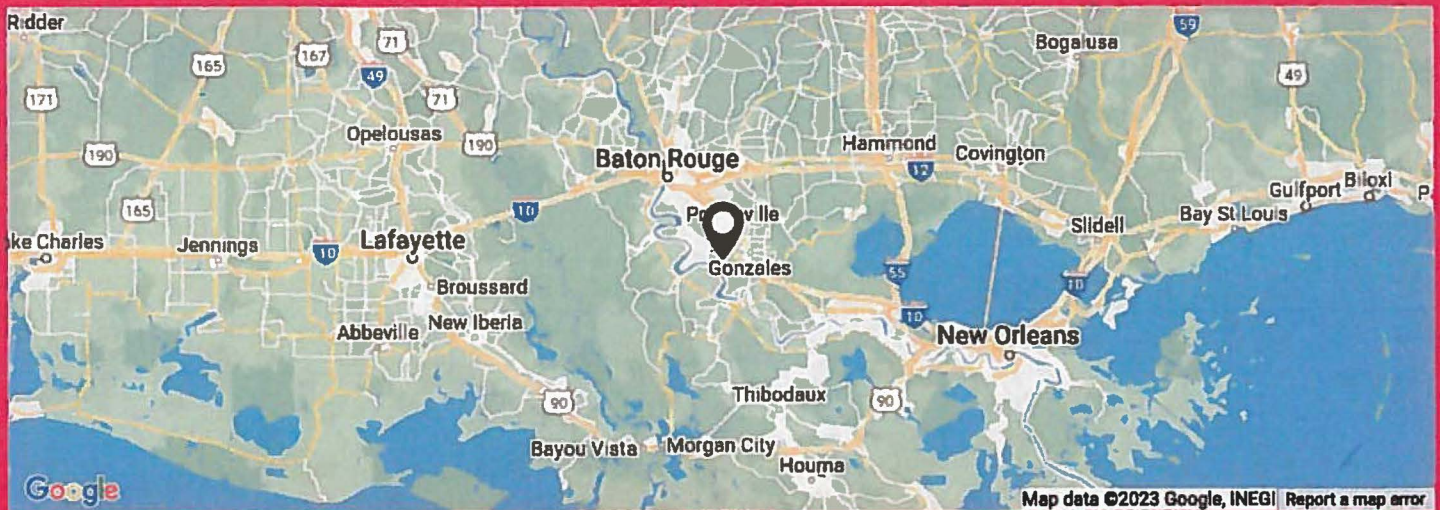 Ridder
59
71
167
165
Bogalusa
49
49
171
71
Opelousas
190
Hammond
190
Baton Rouge
Covington
12
Gulfport
Biloxi
165
10
Bay St Louis
Slidell
ke Charles
Jennings
10
Lafayette
Gonzales
55
10
Broussard
10
Abbeville
New Iberia
New Orleans
Thibodaux
90
90
Bayou Vista
Morgan City
Houma
Google
Map data ©2023 Google, INEGI
Report a map error